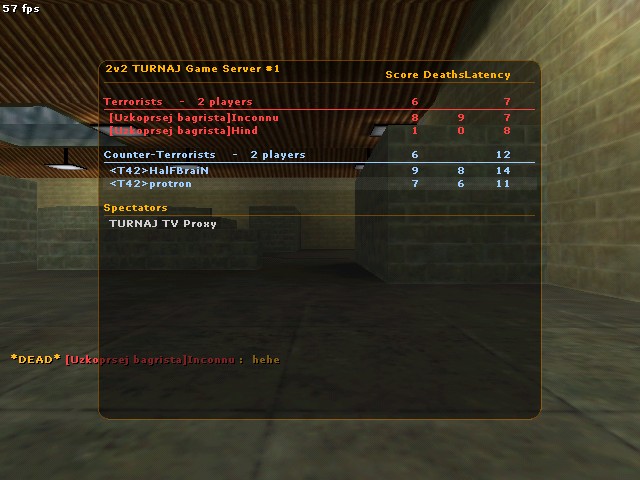 57 fps
2v2 TURNAJ Game Server #1
Score Deaths Latency
Terrorists - 2 players 6 7
[Uzkoprsej bagrista]Inconnu 8 9 7
[Uzkoprsej bagrista]Hind 1 0 8
Counter-Terrorists - 2 players 6 12
<T42>HalFBraiN 9 8 14
<T42>protron 7 6 11
Spectators
TURNAJ TV Proxy
*DEAD* [Uzkoprsej bagrista]Inconnu : hehe